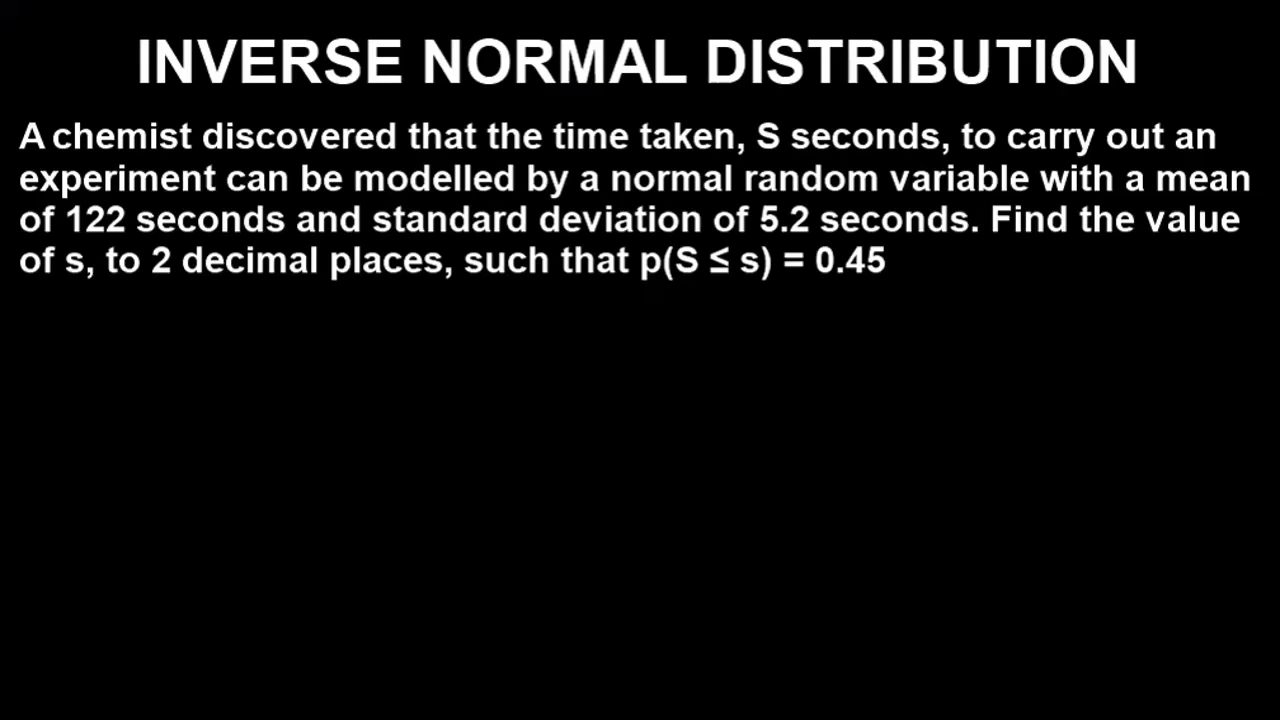 INVERSE NORMAL DISTRIBUTION
A chemist discovered that the time taken, S seconds, to carry out an
experiment can be modelled by a normal random variable with a mean
of 122 seconds and standard deviation of 5.2 seconds. Find the value
of s, to 2 decimal places, such that p(S ≤ s) = 0.45